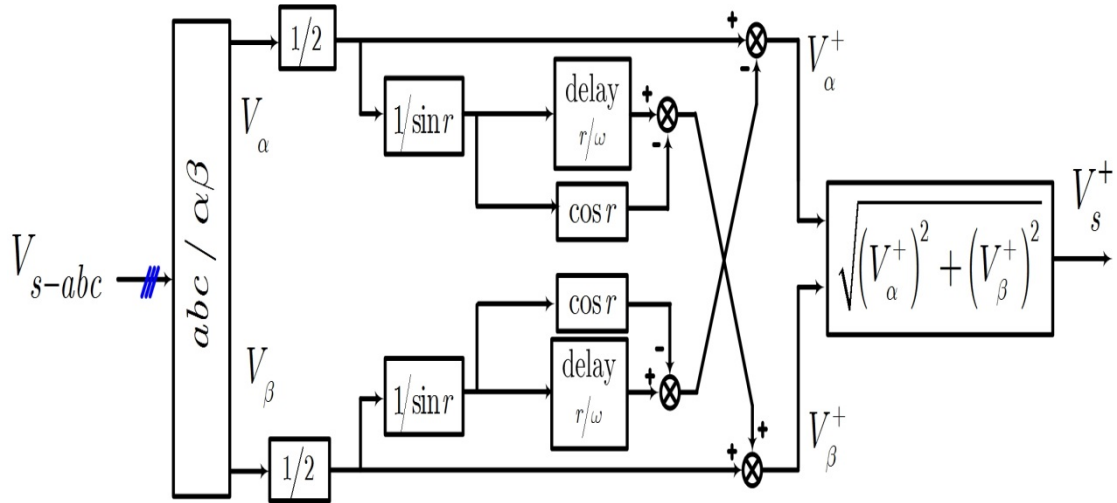 1/2
+
-
V_α^+
V_α
1/sin r
delay
r/ω
+
-
cos r
abc / αβ
V_{s-abc}
V_s^+
√((V_α^+)^2 + (V_β^+)^2)
cos r
-
V_β
1/sin r
delay
r/ω
+
+
V_β^+
1/2
+